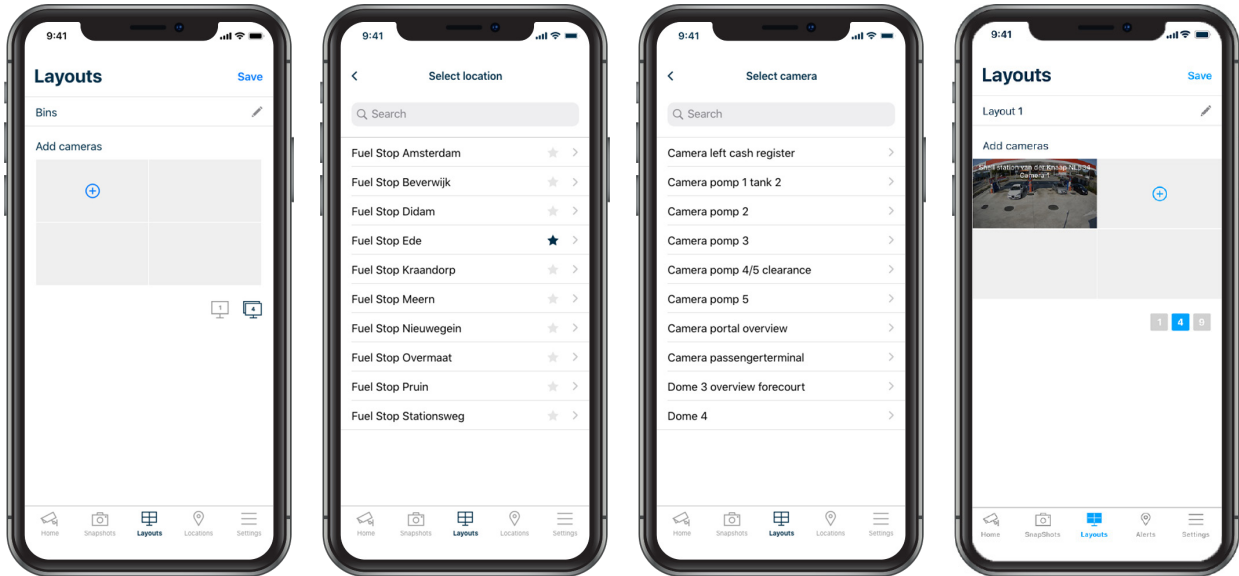 9:41
Layouts
Save
Bins
Add cameras
1
4
Home
Snapshots
Layouts
Locations
Settings
9:41
Select location
Search
Fuel Stop Amsterdam
Fuel Stop Beverwijk
Fuel Stop Didam
Fuel Stop Ede
Fuel Stop Kraandorp
Fuel Stop Meern
Fuel Stop Nieuwegein
Fuel Stop Overmaat
Fuel Stop Pruin
Fuel Stop Stationsweg
Home
Snapshots
Layouts
Locations
Settings
9:41
Select camera
Search
Camera left cash register
Camera pomp 1 tank 2
Camera pomp 2
Camera pomp 3
Camera pomp 4/5 clearance
Camera pomp 5
Camera portal overview
Camera passengerterminal
Dome 3 overview forecourt
Dome 4
Home
Snapshots
Layouts
Locations
Settings
9:41
Layouts
Save
Layout 1
Add cameras
Shell station van der Knaap
Camera 1
1 4 9
Home
SnapShots
Layouts
Alerts
Settings